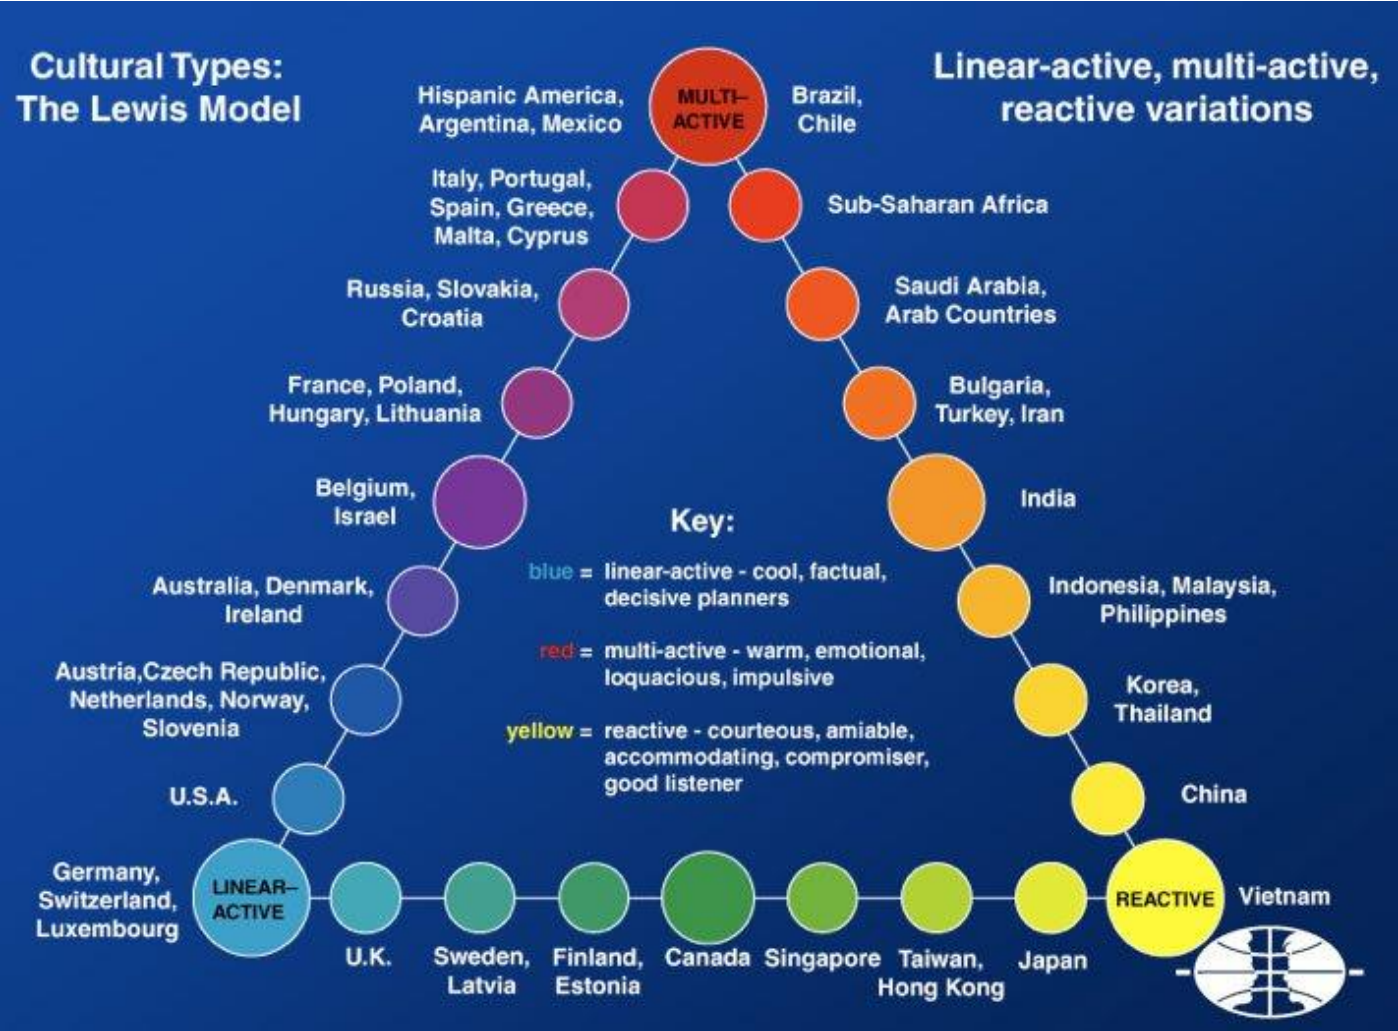 Cultural Types:
The Lewis Model
Linear-active, multi-active,
reactive variations
MULTI–
ACTIVE
Hispanic America,
Argentina, Mexico
Brazil,
Chile
Italy, Portugal,
Spain, Greece,
Malta, Cyprus
Sub-Saharan Africa
Russia, Slovakia,
Croatia
Saudi Arabia,
Arab Countries
France, Poland,
Hungary, Lithuania
Bulgaria,
Turkey, Iran
Belgium,
Israel
India
Key:
blue = linear-active - cool, factual,
decisive planners
red = multi-active - warm, emotional,
loquacious, impulsive
yellow = reactive - courteous, amiable,
accommodating, compromiser,
good listener
Australia, Denmark,
Ireland
Indonesia, Malaysia,
Philippines
Austria,Czech Republic,
Netherlands, Norway,
Slovenia
Korea,
Thailand
U.S.A.
China
Germany,
Switzerland,
Luxembourg
LINEAR–
ACTIVE
REACTIVE
Vietnam
U.K.
Sweden,
Latvia
Finland,
Estonia
Canada
Singapore
Taiwan,
Hong Kong
Japan